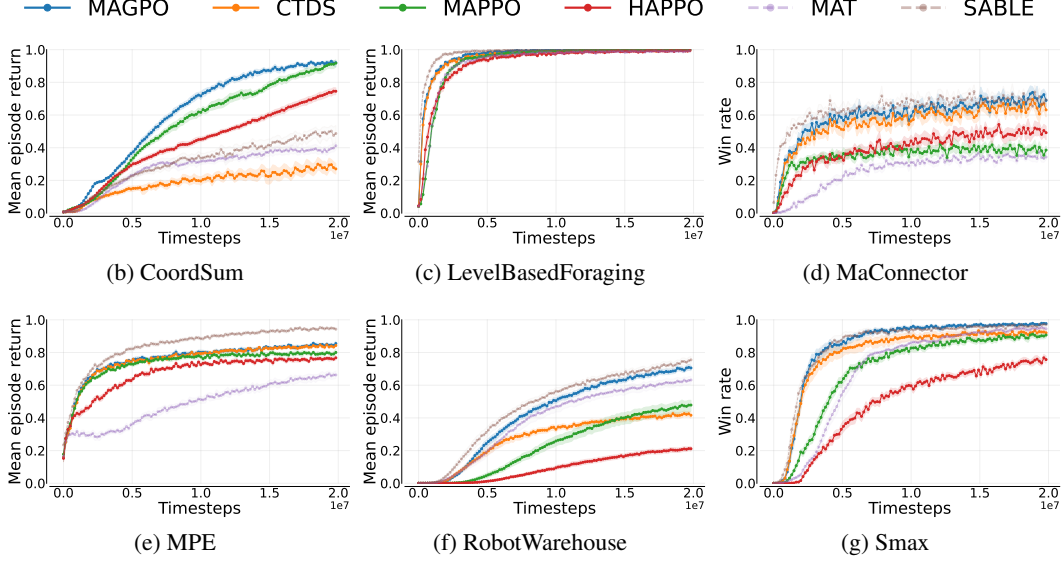 MAGPO CTDS MAPPO HAPPO MAT SABLE
Mean episode return
1.0
0.8
0.6
0.4
0.2
0.0
0.0 0.5 1.0 1.5 2.0
1e7
Timesteps
(b) CoordSum
Mean episode return
1.0
0.8
0.6
0.4
0.2
0.0
0.0 0.5 1.0 1.5 2.0
1e7
Timesteps
(c) LevelBasedForaging
Win rate
1.0
0.8
0.6
0.4
0.2
0.0
0.0 0.5 1.0 1.5 2.0
1e7
Timesteps
(d) MaConnector
Mean episode return
1.0
0.8
0.6
0.4
0.2
0.0
0.0 0.5 1.0 1.5 2.0
1e7
Timesteps
(e) MPE
Mean episode return
1.0
0.8
0.6
0.4
0.2
0.0
0.0 0.5 1.0 1.5 2.0
1e7
Timesteps
(f) RobotWarehouse
Win rate
1.0
0.8
0.6
0.4
0.2
0.0
0.0 0.5 1.0 1.5 2.0
1e7
Timesteps
(g) Smax